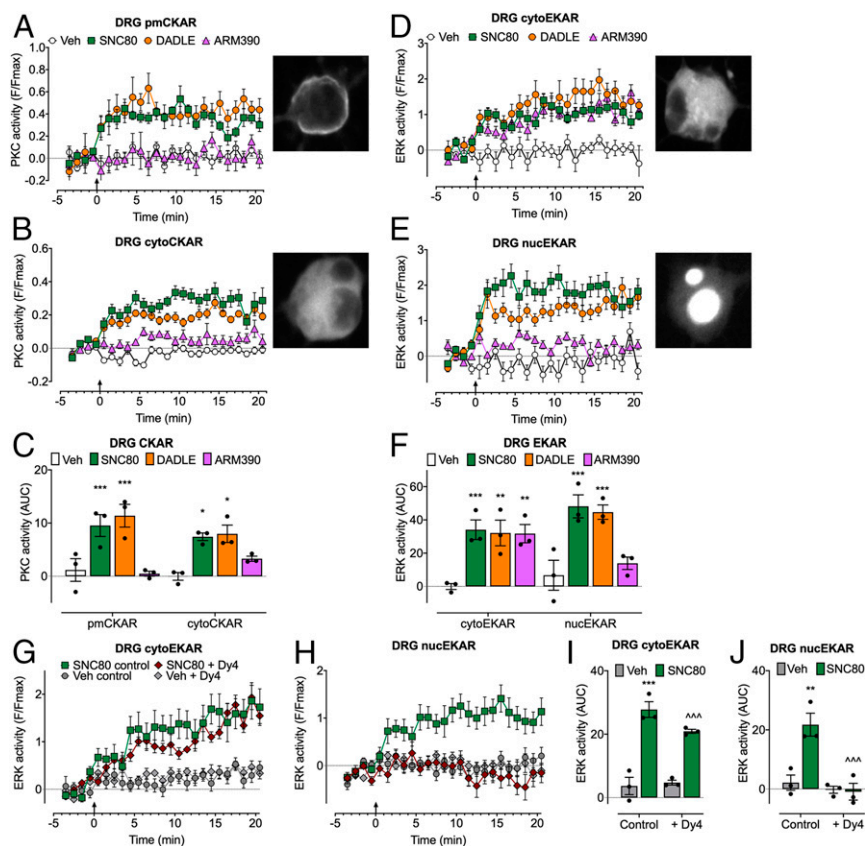 A
DRG pmCKAR
Veh SNC80 DADLE ARM390
PKC activity (F/Fmax)
1.0
0.8
0.6
0.4
0.2
0.0
-0.2
-5 0 5 10 15 20
Time (min)
D
DRG cytoEKAR
Veh SNC80 DADLE ARM390
ERK activity (F/Fmax)
3
2
1
0
-1
-5 0 5 10 15 20
Time (min)
B
DRG cytoCKAR
PKC activity (F/Fmax)
0.6
0.4
0.2
0.0
-0.2
-5 0 5 10 15 20
Time (min)
E
DRG nucEKAR
ERK activity (F/Fmax)
3
2
1
0
-1
-5 0 5 10 15 20
Time (min)
C
DRG CKAR
Veh SNC80 DADLE ARM390
PKC activity (AUC)
20
10
0
*** *** * *
pmCKAR cytoCKAR
F
DRG EKAR
Veh SNC80 DADLE ARM390
ERK activity (AUC)
80
60
40
20
0
*** ** ** *** ***
cytoEKAR nucEKAR
G
DRG cytoEKAR
SNC80 control SNC80 + Dy4
Veh control Veh + Dy4
ERK activity (F/Fmax)
2
1
0
-1
-5 0 5 10 15 20
Time (min)
H
DRG nucEKAR
ERK activity (F/Fmax)
2
1
0
-1
-5 0 5 10 15 20
Time (min)
I
DRG cytoEKAR
Veh SNC80
ERK activity (AUC)
40
20
0
*** ^^^
Control + Dy4
J
DRG nucEKAR
Veh SNC80
ERK activity (AUC)
40
20
0
** ^^^
Control + Dy4